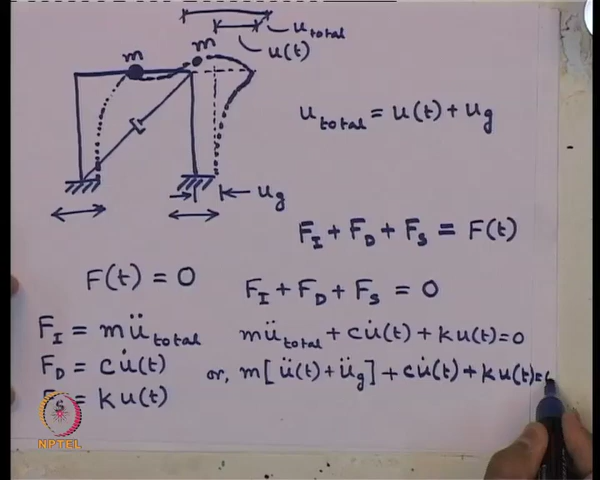 u_total
m
m
u(t)
u_total = u(t) + u_g
u_g
F_I + F_D + F_S = F(t)
F(t) = 0
F_I + F_D + F_S = 0
F_I = mü_total
mü_total + cu̇(t) + ku(t)=0
F_D = cu̇(t)
or, m[ü(t) + ü_g] + cu̇(t) + ku(t)=0
F_S = ku(t)
NPTEL